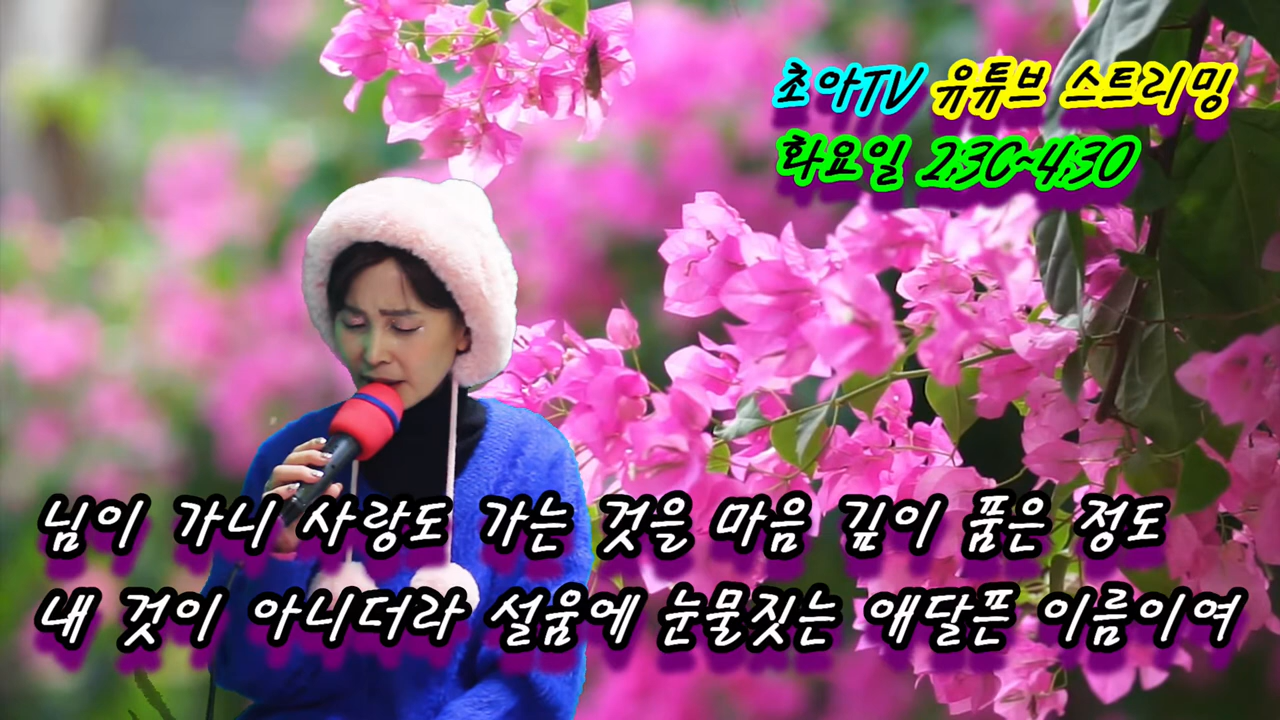 초아TV 유튜브 스트리밍
화요일 2:30~4:30
님이 가니 사랑도 가는 것을 마음 깊이 품은 정도
내 것이 아니더라 설움에 눈물짓는 애달픈 이름이여